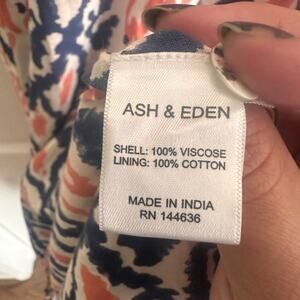 ASH & EDEN
SHELL: 100% VISCOSE
LINING: 100% COTTON
MADE IN INDIA
RN 144636